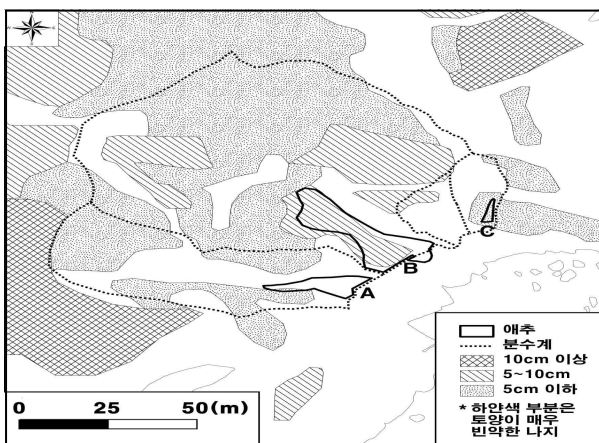 A
B
C
애추
분수계
10cm 이상
5~10cm
5cm 이하
* 하얀색 부분은
토양이 매우
빈약한 나지
0 25 50(m)